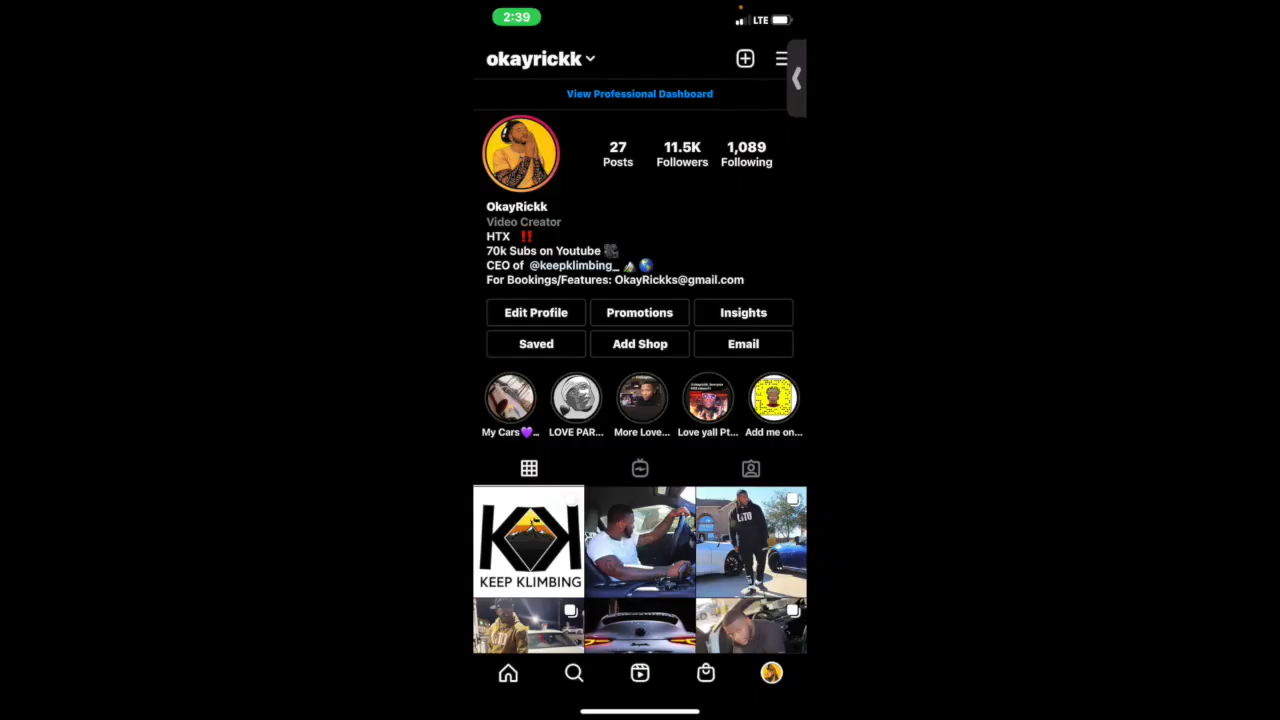 2:39
LTE
okayrickk
View Professional Dashboard
27
Posts
11.5K
Followers
1,089
Following
OkayRickk
Video Creator
HTX ‼️
70k Subs on Youtube
CEO of @keepklimbing_
For Bookings/Features: OkayRickks@gmail.com
Edit Profile
Promotions
Insights
Saved
Add Shop
Email
My Cars💜...
LOVE PAR...
More Love...
Love yall Pt...
Add me on...
KK
KEEP KLIMBING